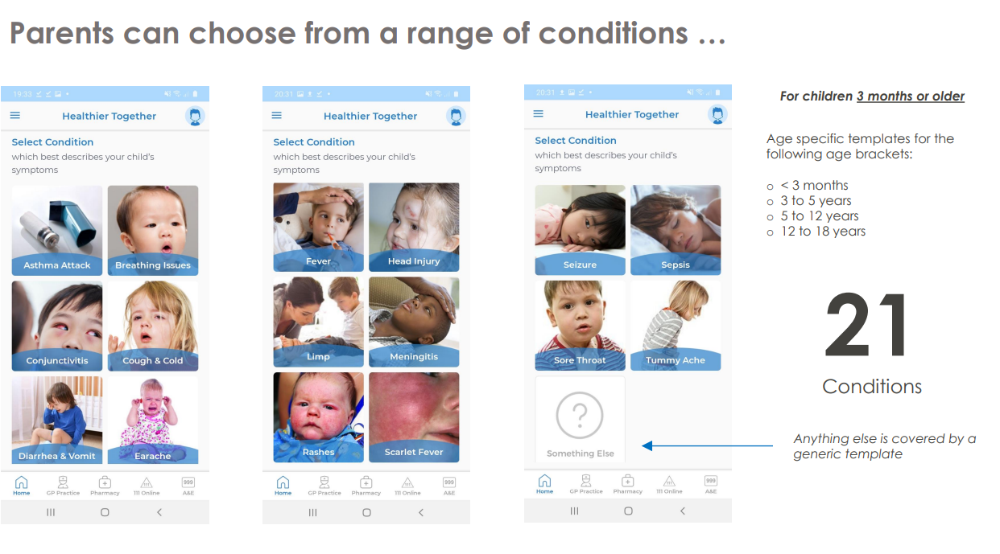 Parents can choose from a range of conditions …
19:33
Healthier Together
Select Condition
which best describes your child's
symptoms
Asthma Attack
Breathing Issues
Conjunctivitis
Cough & Cold
Diarrhea & Vomit
Earache
Home
GP Practice
Pharmacy
111 Online
999
A&E
20:31
Healthier Together
Select Condition
which best describes your child's
symptoms
Fever
Head Injury
Limp
Meningitis
Rashes
Scarlet Fever
Home
GP Practice
Pharmacy
111 Online
999
A&E
20:31
Healthier Together
Select Condition
which best describes your child's
symptoms
Seizure
Sepsis
Sore Throat
Tummy Ache
?
Something Else
Home
GP Practice
Pharmacy
111 Online
999
A&E
For children 3 months or older
Age specific templates for the
following age brackets:
o < 3 months
o 3 to 5 years
o 5 to 12 years
o 12 to 18 years
21
Conditions
Anything else is covered by a
generic template